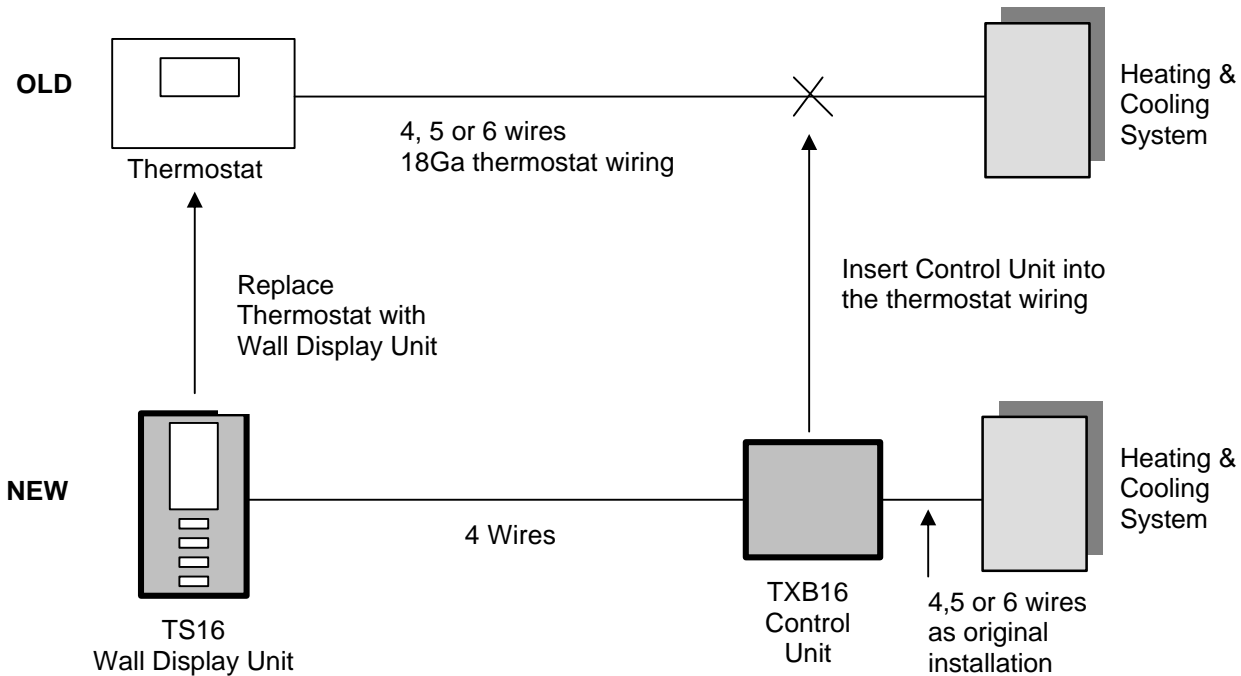 OLD
Thermostat
4, 5 or 6 wires
18Ga thermostat wiring
Heating &
Cooling
System
Replace
Thermostat with
Wall Display Unit
Insert Control Unit into
the thermostat wiring
NEW
TS16
Wall Display Unit
4 Wires
TXB16
Control
Unit
4,5 or 6 wires
as original
installation
Heating &
Cooling
System